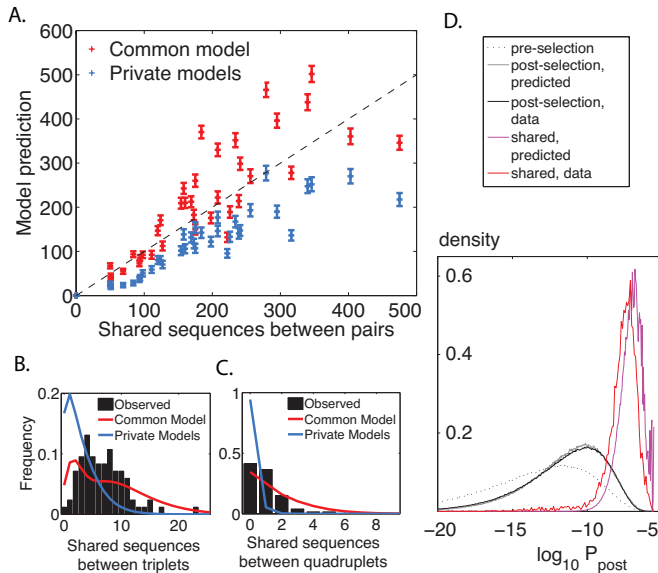 A.
Common model
Private models
Model prediction
600
500
400
300
200
100
0
0 100 200 300 400 500
Shared sequences between pairs
B.
Observed
Common Model
Private Models
Frequency
0.2
0.1
0
0 10 20
Shared sequences
between triplets
C.
Observed
Common Model
Private Models
1
0.5
0
0 2 4 6 8
Shared sequences
between quadruplets
D.
pre-selection
post-selection,
predicted
post-selection,
data
shared,
predicted
shared, data
density
0.6
0.4
0.2
−20 −15 −10 −5
log10 Ppost